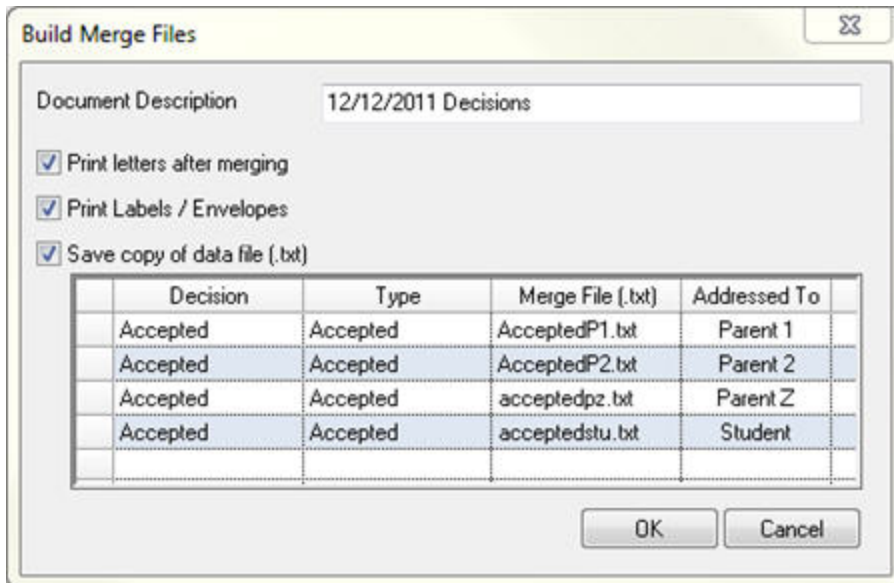 Build Merge Files
Document Description 12/12/2011 Decisions
Print letters after merging
Print Labels / Envelopes
Save copy of data file (.txt)
Decision Type Merge File (.txt) Addressed To
Accepted Accepted AcceptedP1.txt Parent 1
Accepted Accepted AcceptedP2.txt Parent 2
Accepted Accepted acceptedpz.txt Parent Z
Accepted Accepted acceptedstu.txt Student
OK Cancel